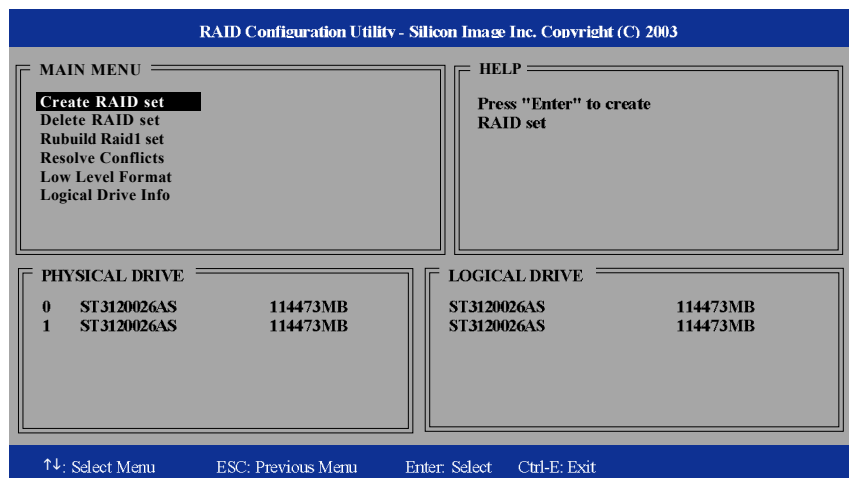 RAID Configuration Utility - Silicon Image Inc. Copyright (C) 2003
MAIN MENU
Create RAID set
Delete RAID set
Rubuild Raid1 set
Resolve Conflicts
Low Level Format
Logical Drive Info
HELP
Press "Enter" to create
RAID set
PHYSICAL DRIVE
0 ST3120026AS 114473MB
1 ST3120026AS 114473MB
LOGICAL DRIVE
ST3120026AS 114473MB
ST3120026AS 114473MB
↑↓: Select Menu ESC: Previous Menu Enter: Select Ctrl-E: Exit